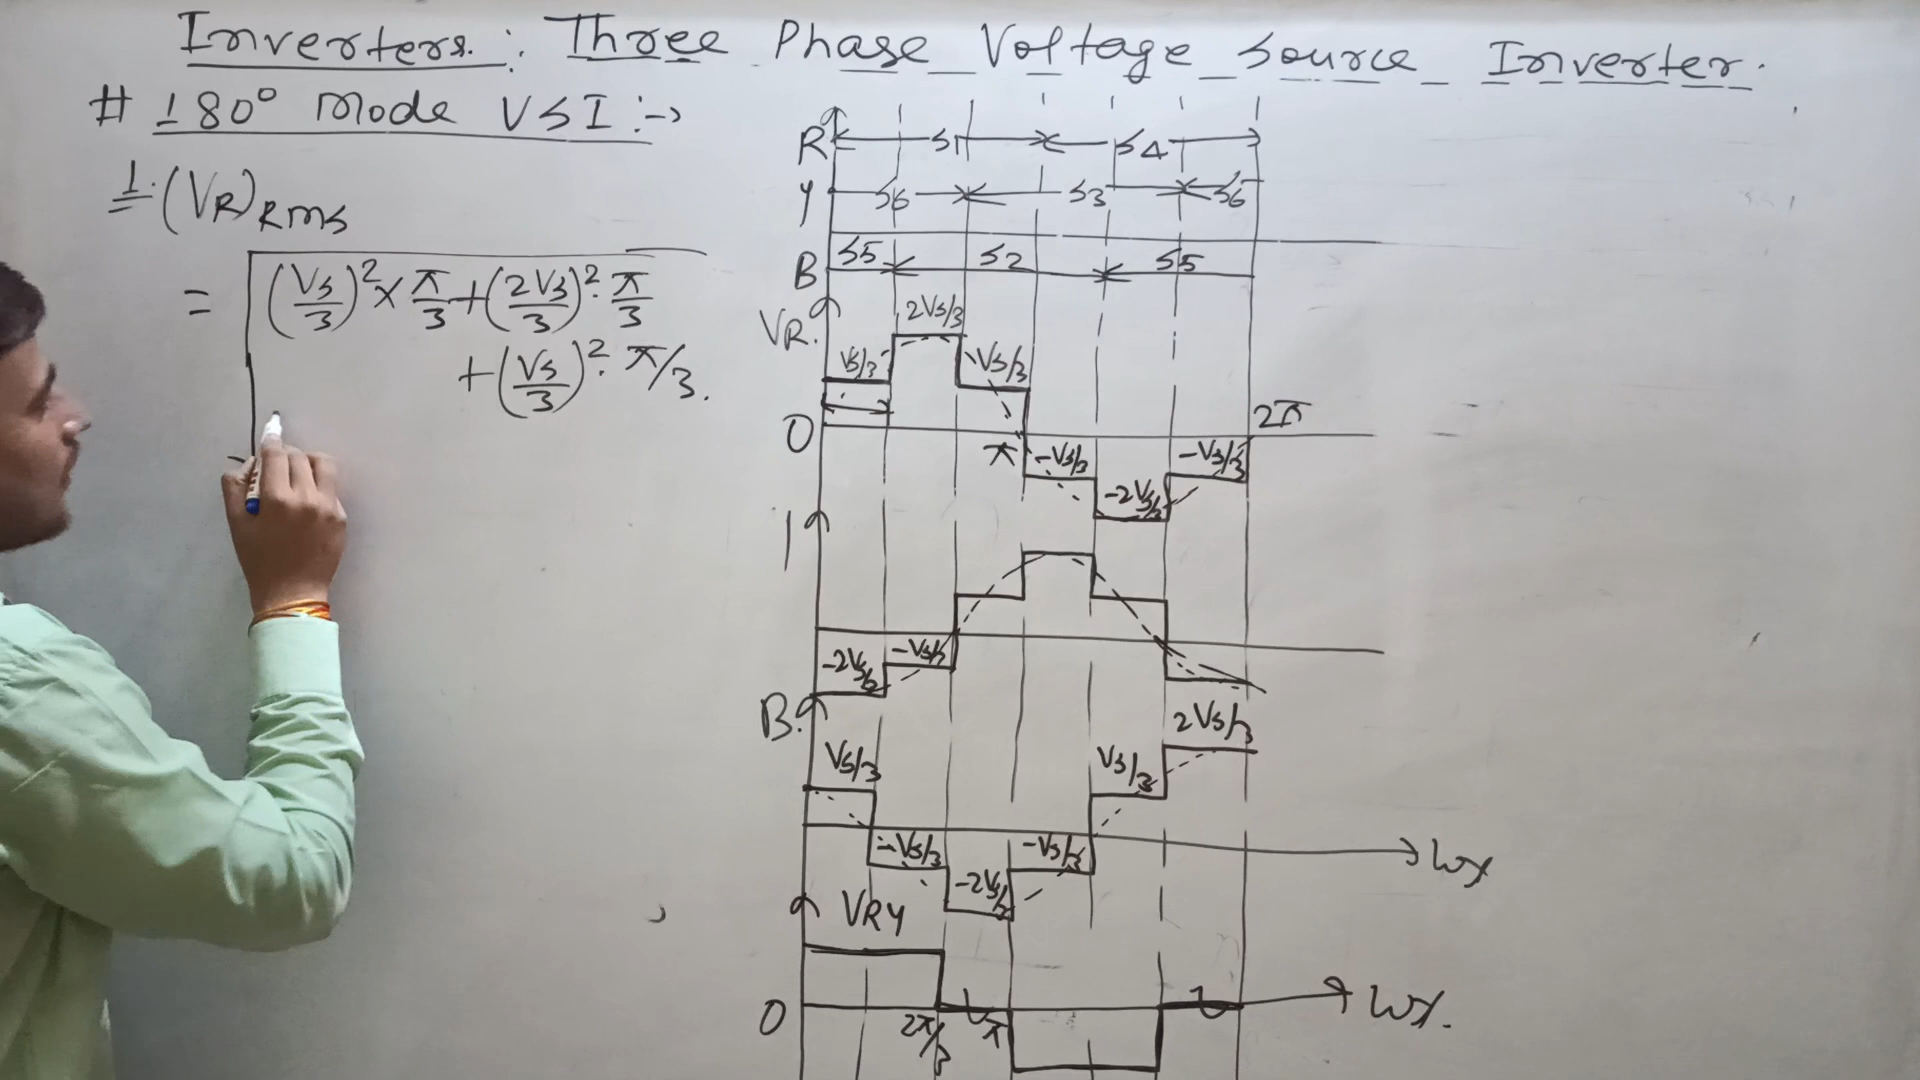 Inverters : Three Phase Voltage Source Inverter.
# 180° Mode VSI :→
1. (VR)RMS
= √ (Vs/3)² × π/3 + (2Vs/3)² · π/3
+ (Vs/3)² · π/3.
R S1 S4
Y S6 S3 S6
B S5 S2 S5
VR. Vs/3 2Vs/3 Vs/3
0 π 2π
-Vs/3 -2Vs/3 -Vs/3
-2Vs/3 -Vs/3
B. Vs/3 Vs/3 2Vs/3
-Vs/3 -2Vs/3 -Vs/3 wt
VRY
0 2π/3 π wt.